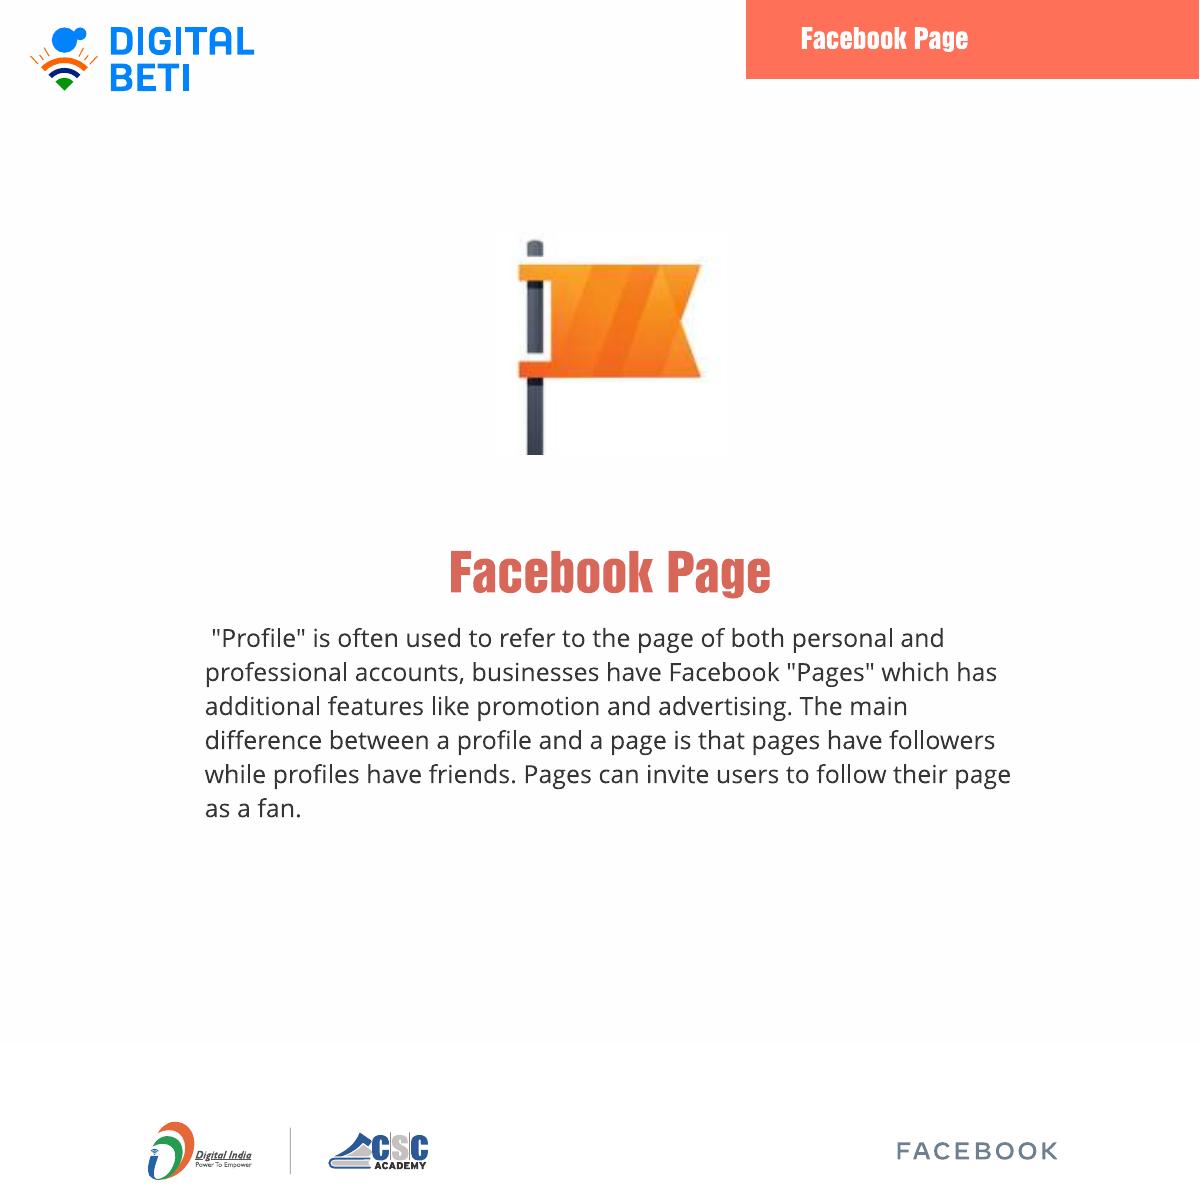 DIGITAL
BETI
Facebook Page
Facebook Page
"Profile" is often used to refer to the page of both personal and
professional accounts, businesses have Facebook "Pages" which has
additional features like promotion and advertising. The main
difference between a profile and a page is that pages have followers
while profiles have friends. Pages can invite users to follow their page
as a fan.
Digital India
Power To Empower
CSC
ACADEMY
FACEBOOK